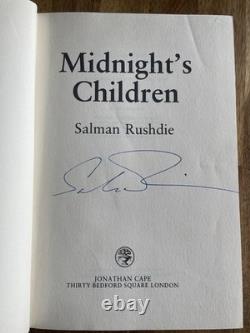 Midnight's
Children
Salman Rushdie
JONATHAN CAPE
THIRTY BEDFORD SQUARE LONDON